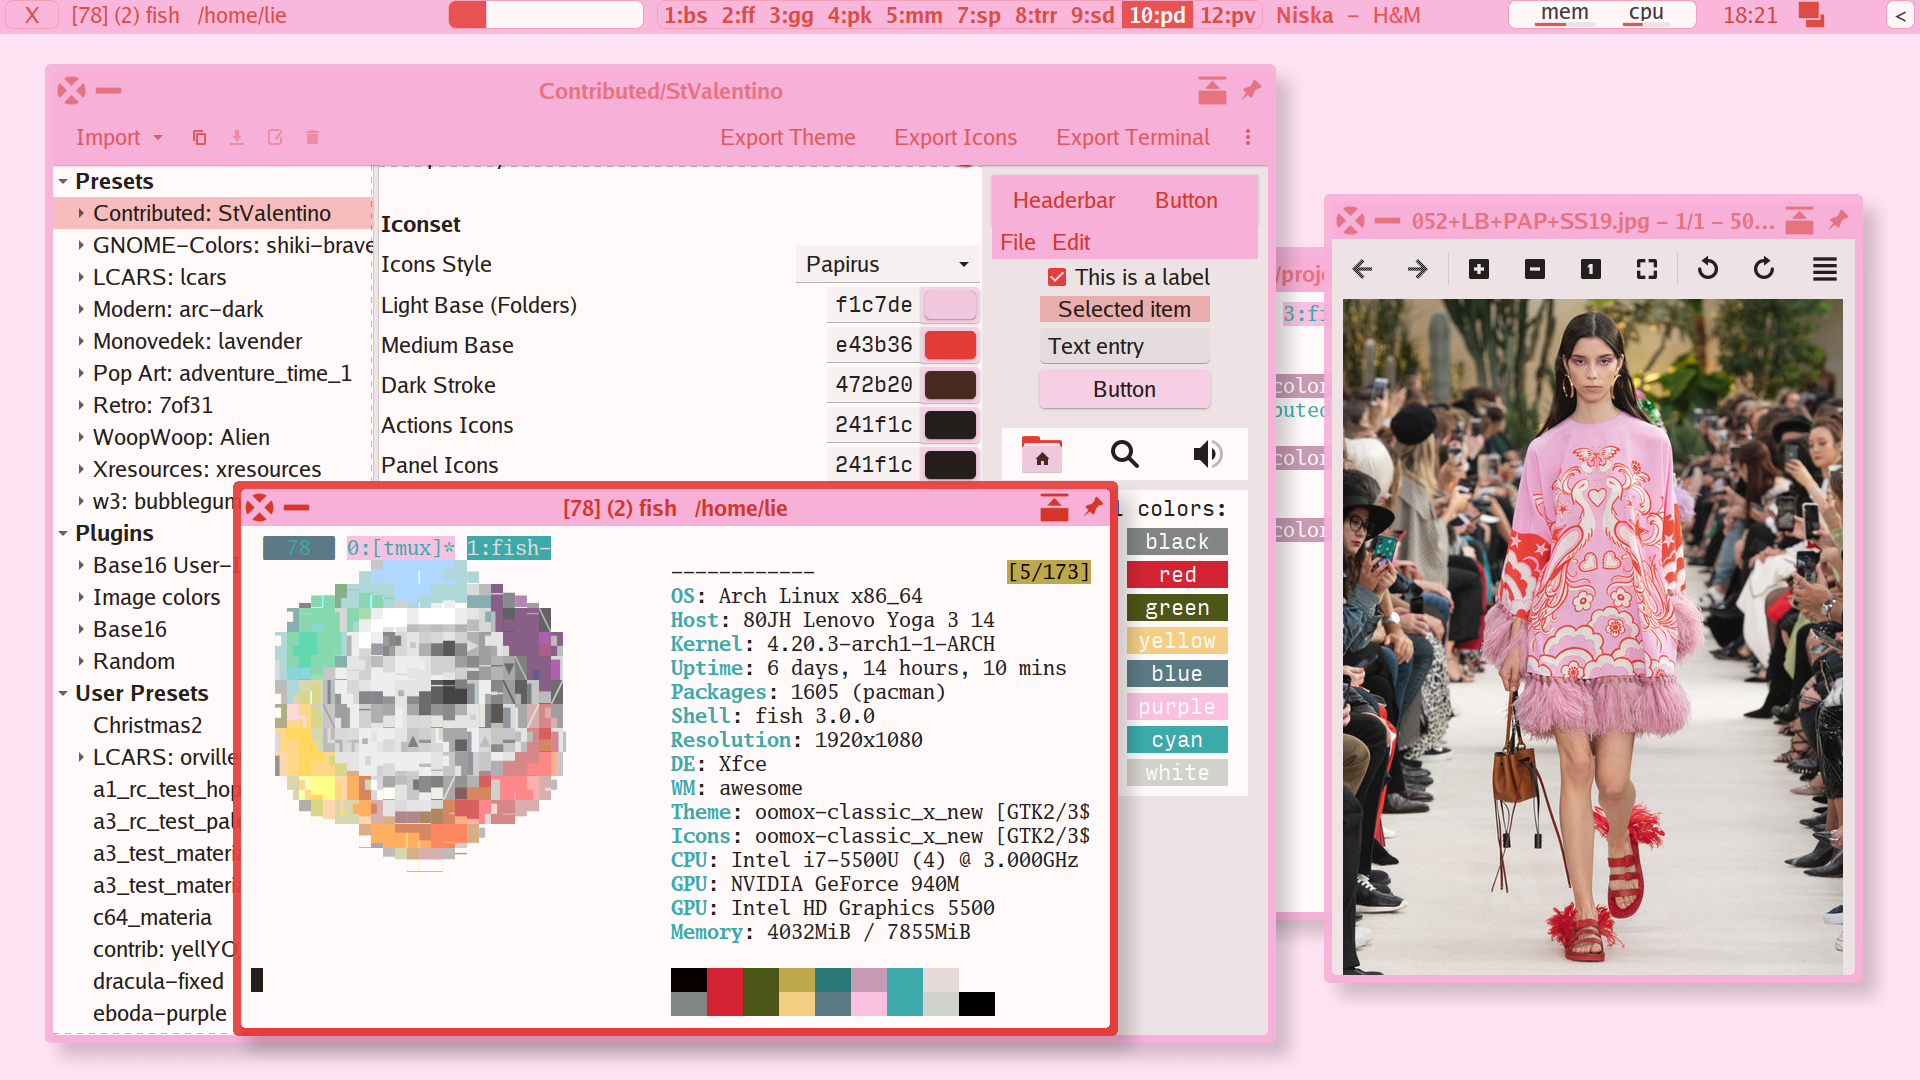 X [78] (2) fish /home/lie 1:bs 2:ff 3:gg 4:pk 5:mm 7:sp 8:trr 9:sd 10:pd 12:pv Niska – H&M mem cpu 18:21 <
Contributed/StValentino
Import Export Theme Export Icons Export Terminal
Presets
Contributed: StValentino
GNOME-Colors: shiki-brave
LCARS: lcars
Modern: arc-dark
Monovedek: lavender
Pop Art: adventure_time_1
Retro: 7of31
WoopWoop: Alien
Xresources: xresources
w3: bubblegun
Plugins
Base16 User-
Image colors
Base16
Random
User Presets
Christmas2
LCARS: orville
a1_rc_test_hop
a3_rc_test_pale
a3_test_materia
a3_test_materia
c64_materia
contrib: yellYC
dracula-fixed
eboda-purple
Iconset
Icons Style Papirus
Light Base (Folders) f1c7de
Medium Base e43b36
Dark Stroke 472b20
Actions Icons 241f1c
Panel Icons 241f1c
Headerbar Button
File Edit
This is a label
Selected item
Text entry
Button
l colors:
black
red
green
yellow
blue
purple
cyan
white
[78] (2) fish /home/lie
78 0:[tmux]* 1:fish-
------------ [5/173]
OS: Arch Linux x86_64
Host: 80JH Lenovo Yoga 3 14
Kernel: 4.20.3-arch1-1-ARCH
Uptime: 6 days, 14 hours, 10 mins
Packages: 1605 (pacman)
Shell: fish 3.0.0
Resolution: 1920x1080
DE: Xfce
WM: awesome
Theme: oomox-classic_x_new [GTK2/3$
Icons: oomox-classic_x_new [GTK2/3$
CPU: Intel i7-5500U (4) @ 3.000GHz
GPU: NVIDIA GeForce 940M
GPU: Intel HD Graphics 5500
Memory: 4032MiB / 7855MiB
/proje
3:fi
color
buted
color
color
052+LB+PAP+SS19.jpg – 1/1 – 50...
1